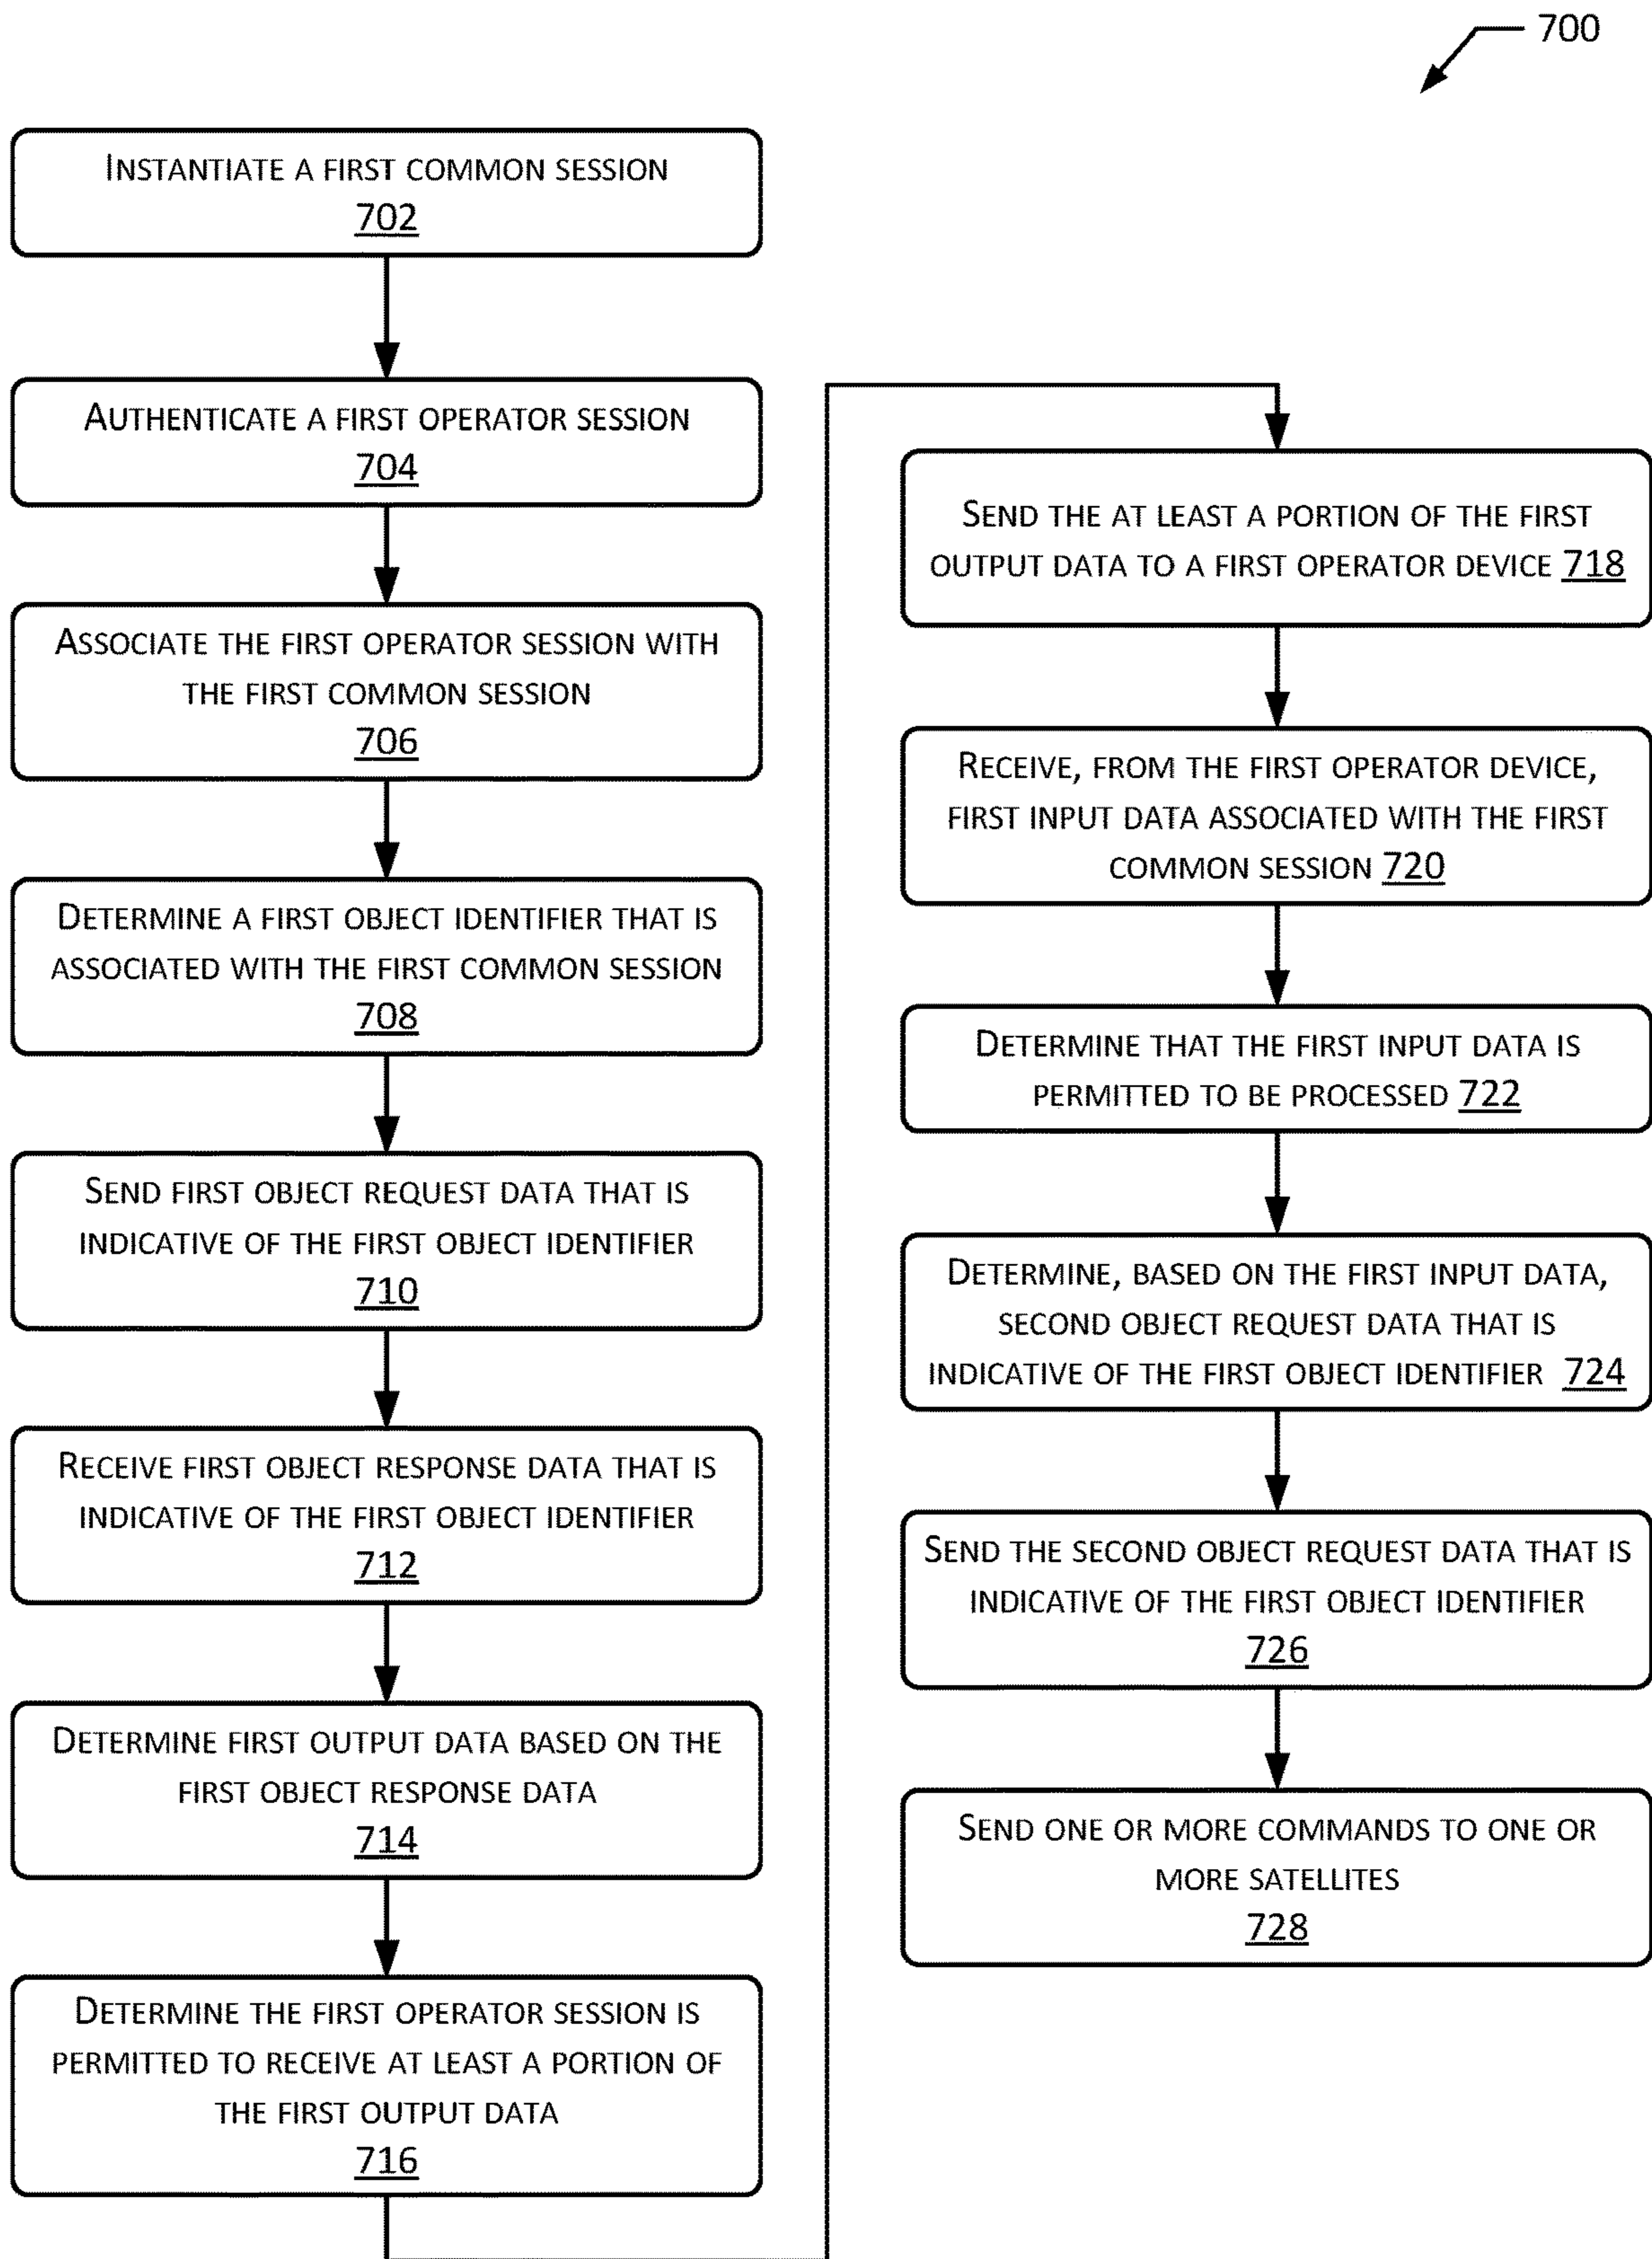 700
INSTANTIATE A FIRST COMMON SESSION
702
AUTHENTICATE A FIRST OPERATOR SESSION
704
ASSOCIATE THE FIRST OPERATOR SESSION WITH
THE FIRST COMMON SESSION
706
DETERMINE A FIRST OBJECT IDENTIFIER THAT IS
ASSOCIATED WITH THE FIRST COMMON SESSION
708
SEND FIRST OBJECT REQUEST DATA THAT IS
INDICATIVE OF THE FIRST OBJECT IDENTIFIER
710
RECEIVE FIRST OBJECT RESPONSE DATA THAT IS
INDICATIVE OF THE FIRST OBJECT IDENTIFIER
712
DETERMINE FIRST OUTPUT DATA BASED ON THE
FIRST OBJECT RESPONSE DATA
714
DETERMINE THE FIRST OPERATOR SESSION IS
PERMITTED TO RECEIVE AT LEAST A PORTION OF
THE FIRST OUTPUT DATA
716
SEND THE AT LEAST A PORTION OF THE FIRST
OUTPUT DATA TO A FIRST OPERATOR DEVICE 718
RECEIVE, FROM THE FIRST OPERATOR DEVICE,
FIRST INPUT DATA ASSOCIATED WITH THE FIRST
COMMON SESSION 720
DETERMINE THAT THE FIRST INPUT DATA IS
PERMITTED TO BE PROCESSED 722
DETERMINE, BASED ON THE FIRST INPUT DATA,
SECOND OBJECT REQUEST DATA THAT IS
INDICATIVE OF THE FIRST OBJECT IDENTIFIER 724
SEND THE SECOND OBJECT REQUEST DATA THAT IS
INDICATIVE OF THE FIRST OBJECT IDENTIFIER
726
SEND ONE OR MORE COMMANDS TO ONE OR
MORE SATELLITES
728